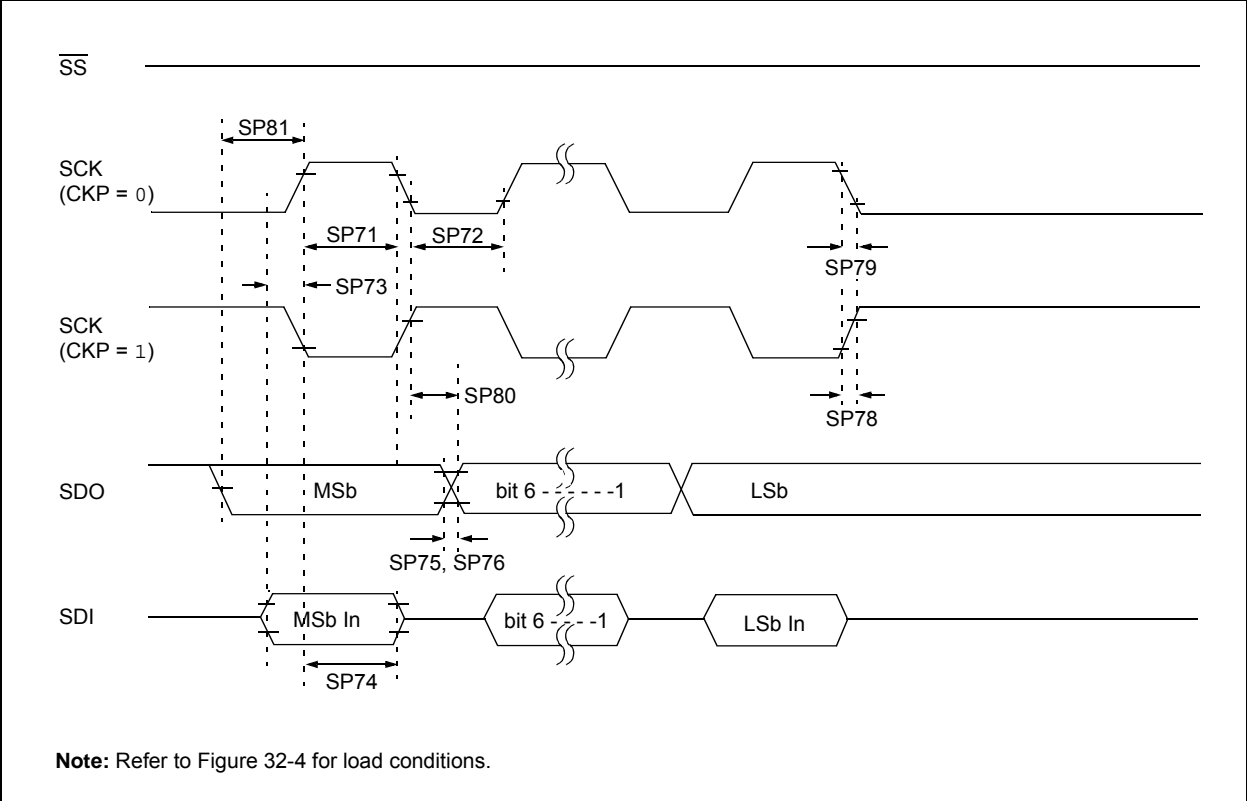 SS
SP81
SCK
(CKP = 0)
SP71
SP72
SP79
SP73
SCK
(CKP = 1)
SP80
SP78
SDO
MSb
bit 6 - - - - - -1
LSb
SP75, SP76
SDI
MSb In
bit 6 - - - -1
LSb In
SP74
Note: Refer to Figure 32-4 for load conditions.